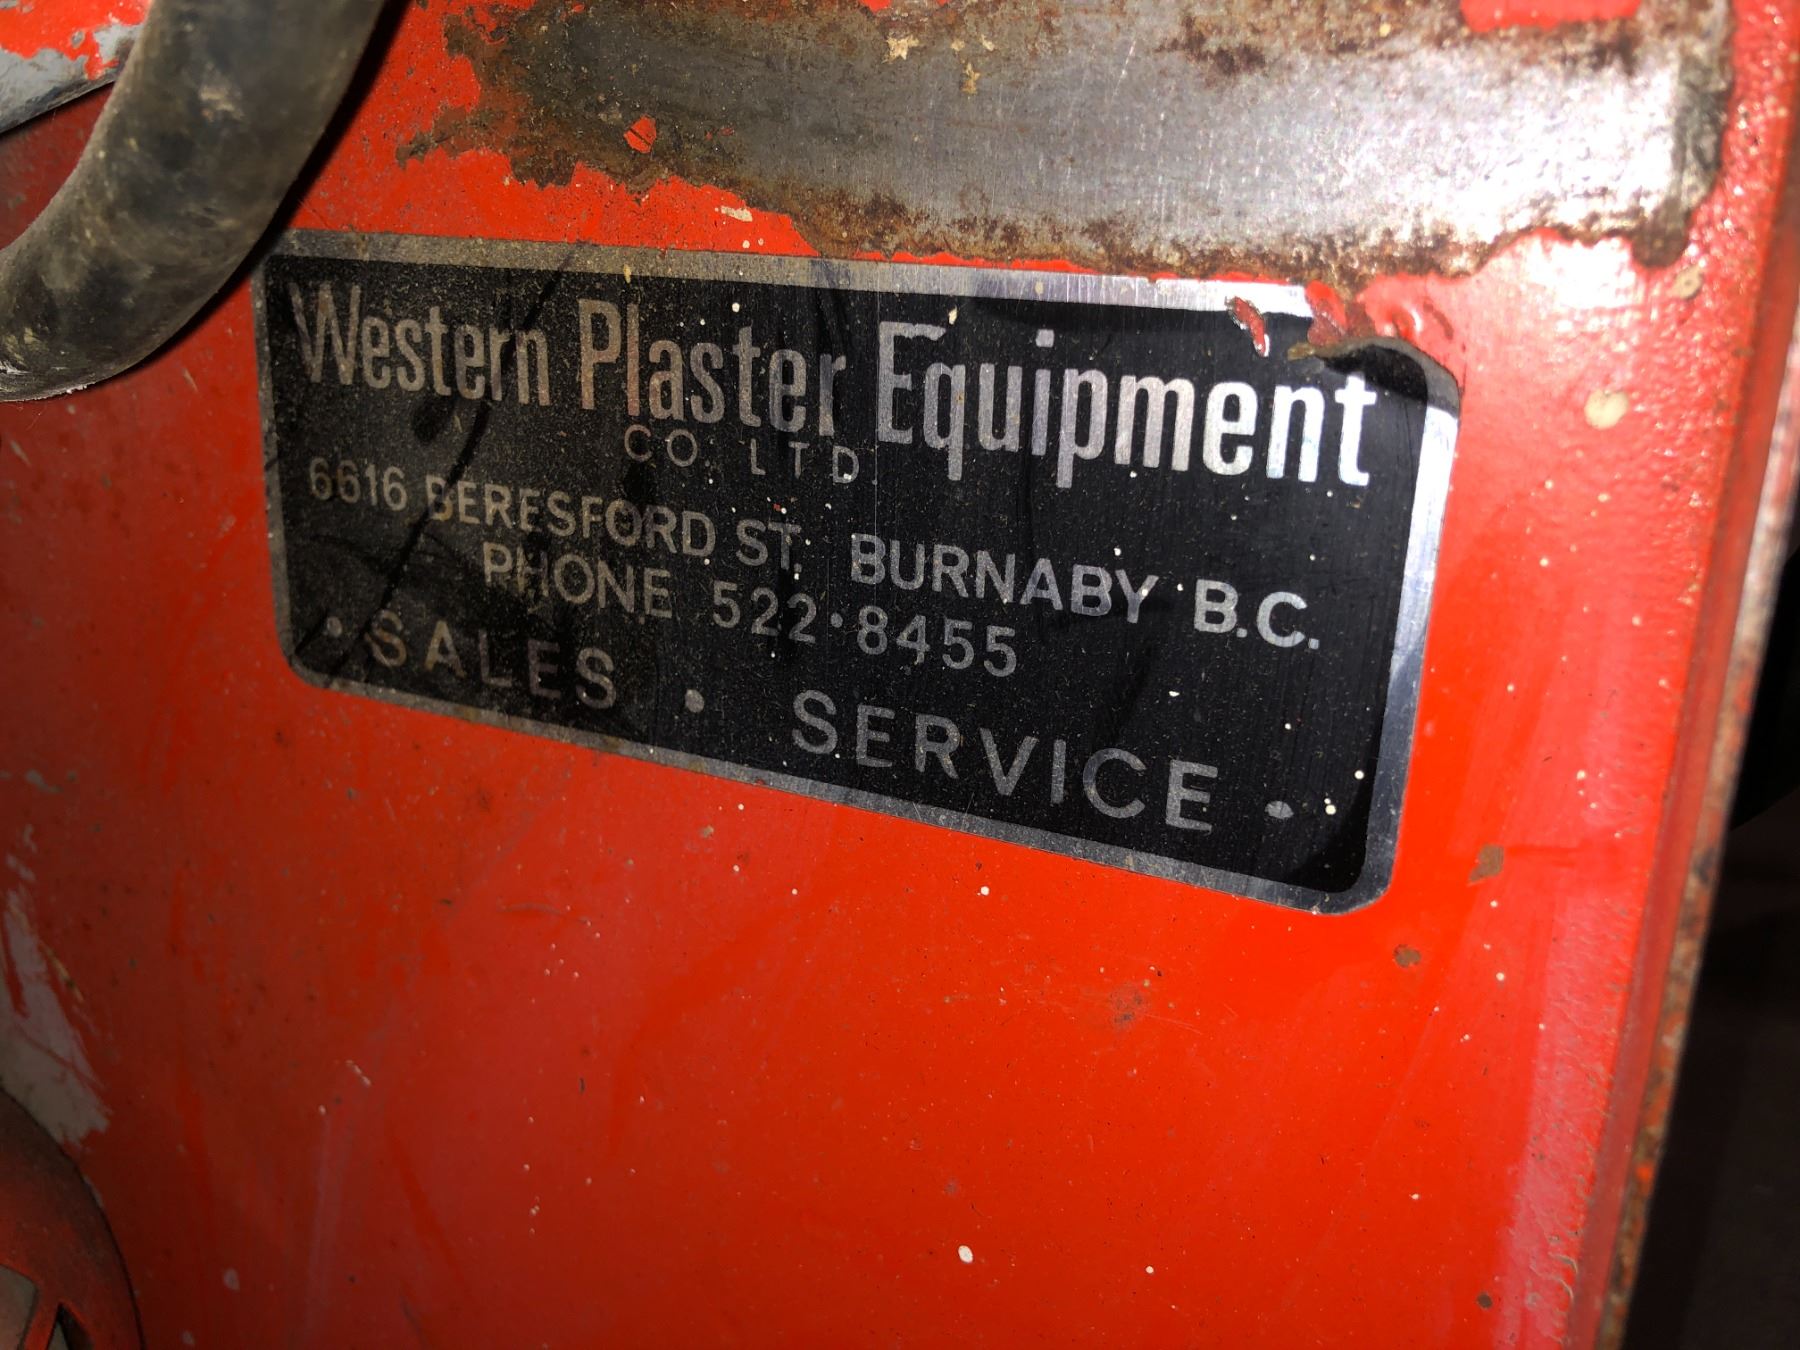 Western Plaster Equipment
CO. LTD.
6616 BERESFORD ST. BURNABY B.C.
PHONE 522·8455
· SALES · SERVICE ·